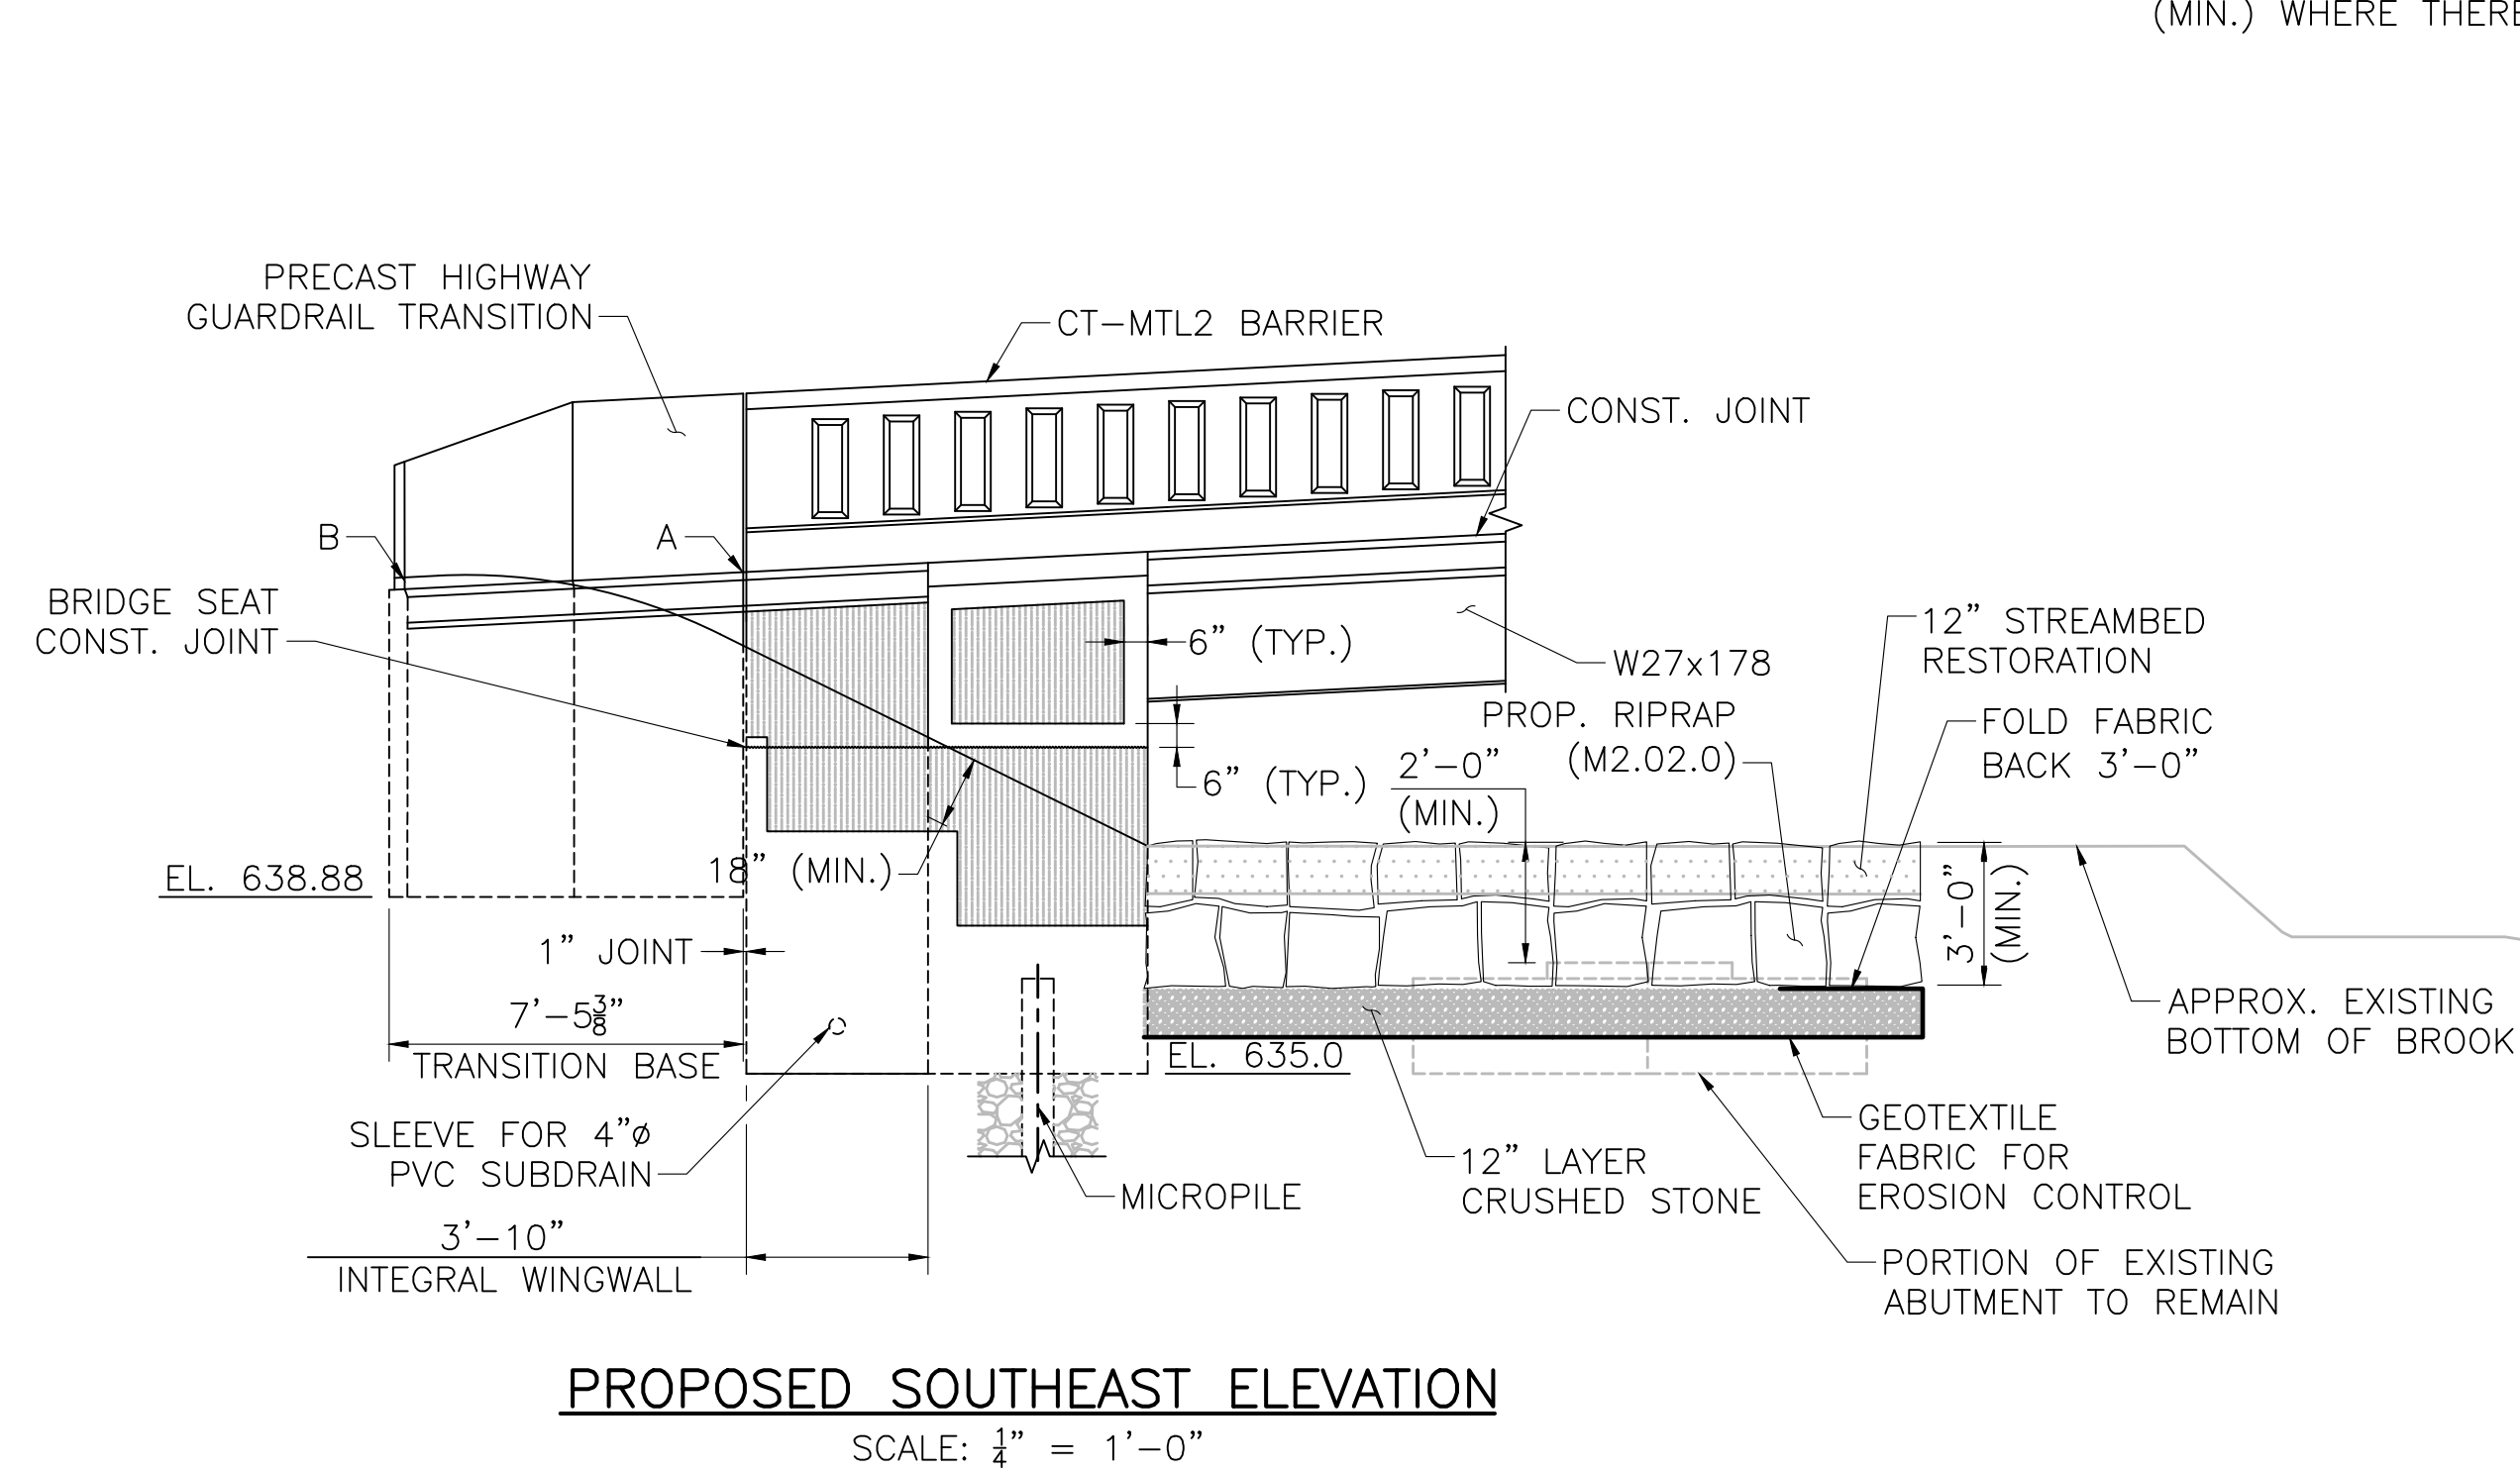 (MIN.) WHERE THERE
PRECAST HIGHWAY
GUARDRAIL TRANSITION
CT-MTL2 BARRIER
CONST. JOINT
B
A
BRIDGE SEAT
CONST. JOINT
6" (TYP.)
12" STREAMBED
RESTORATION
W27x178
PROP. RIPRAP
(M2.02.0)
FOLD FABRIC
BACK 3'-0"
6" (TYP.)
2'-0"
(MIN.)
18" (MIN.)
EL. 638.88
3'-0"
(MIN.)
1" JOINT
7'-5⅜"
TRANSITION BASE
EL. 635.0
APPROX. EXISTING
BOTTOM OF BROOK
SLEEVE FOR 4"ø
PVC SUBDRAIN
MICROPILE
12" LAYER
CRUSHED STONE
GEOTEXTILE
FABRIC FOR
EROSION CONTROL
3'-10"
INTEGRAL WINGWALL
PORTION OF EXISTING
ABUTMENT TO REMAIN
PROPOSED SOUTHEAST ELEVATION
SCALE: ¼" = 1'-0"